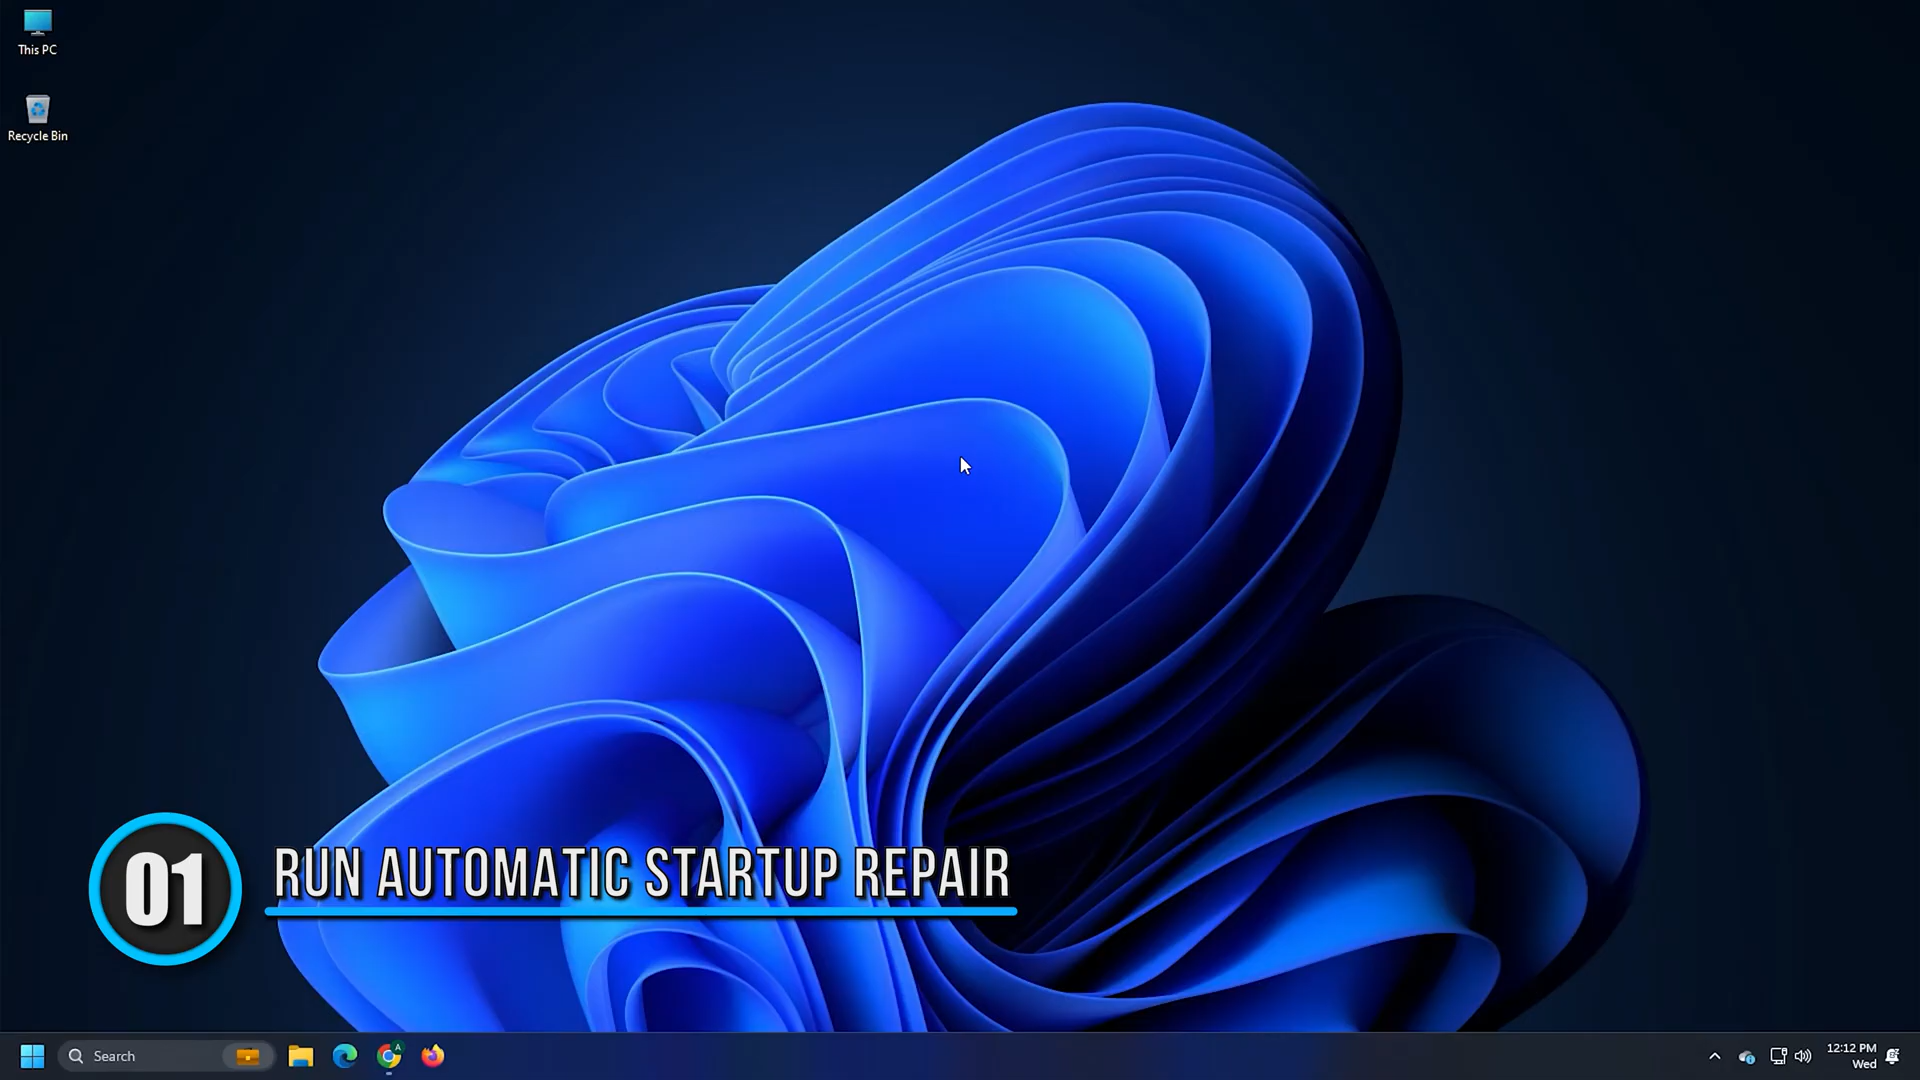 This PC
Recycle Bin
01
RUN AUTOMATIC STARTUP REPAIR
Search
A
12:12 PM
Wed